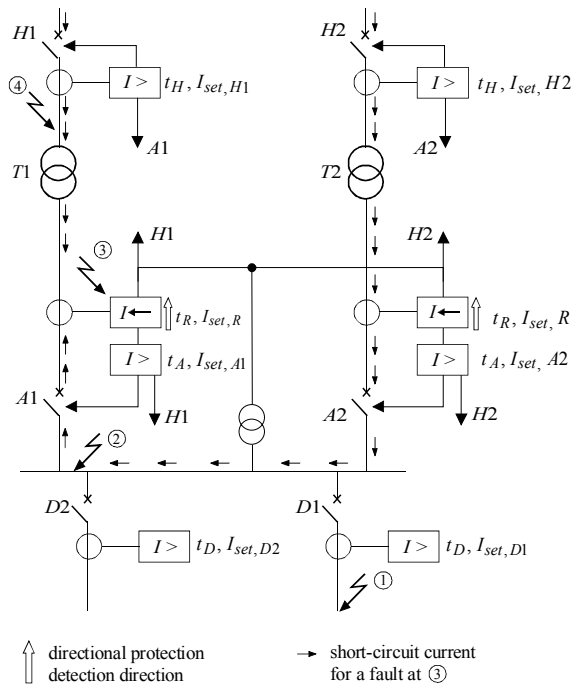 H1 H2
I > t_H, I_set, H1 I > t_H, I_set, H2
④
A1 A2
T1 T2
③ H1 H2
I t_R, I_set, R I t_R, I_set, R
I > t_A, I_set, A1 I > t_A, I_set, A2
A1 H1 A2 H2
②
D2 D1
I > t_D, I_set, D2 I > t_D, I_set, D1
①
directional protection short-circuit current
detection direction for a fault at ③